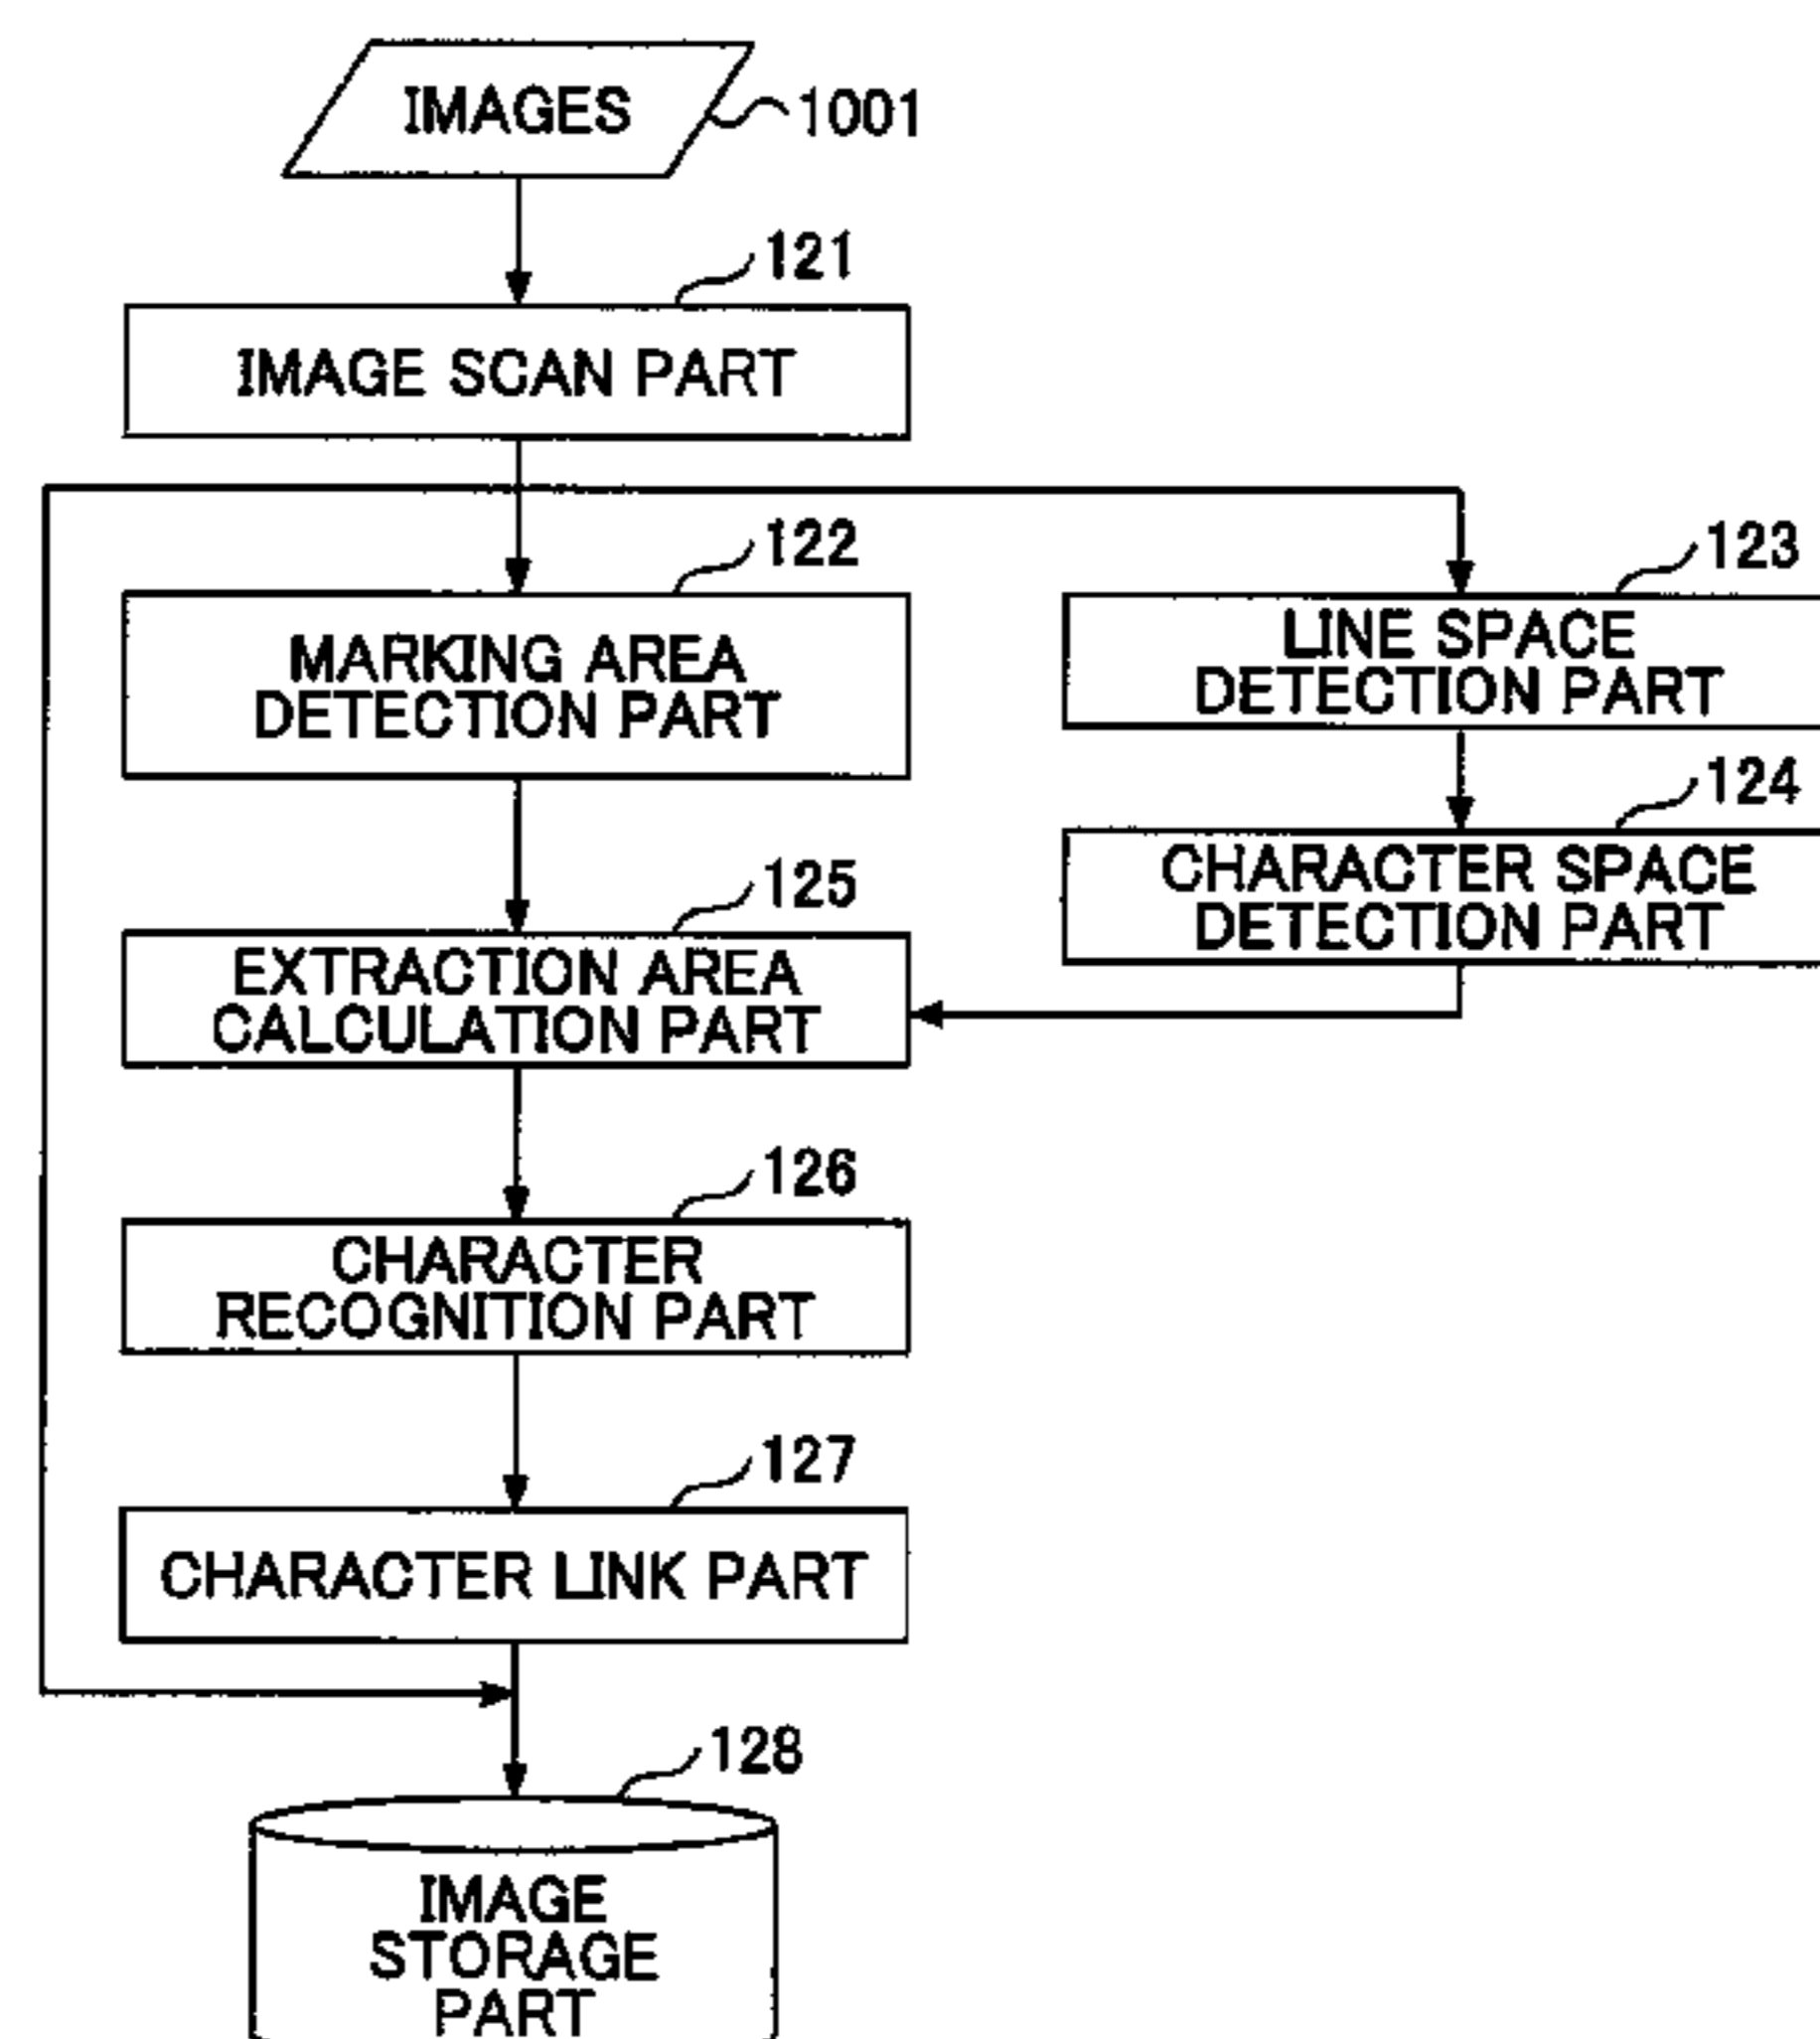 IMAGES
1001
121
IMAGE SCAN PART
122
MARKING AREA
DETECTION PART
123
LINE SPACE
DETECTION PART
124
CHARACTER SPACE
DETECTION PART
125
EXTRACTION AREA
CALCULATION PART
126
CHARACTER
RECOGNITION PART
127
CHARACTER LINK PART
128
IMAGE
STORAGE
PART